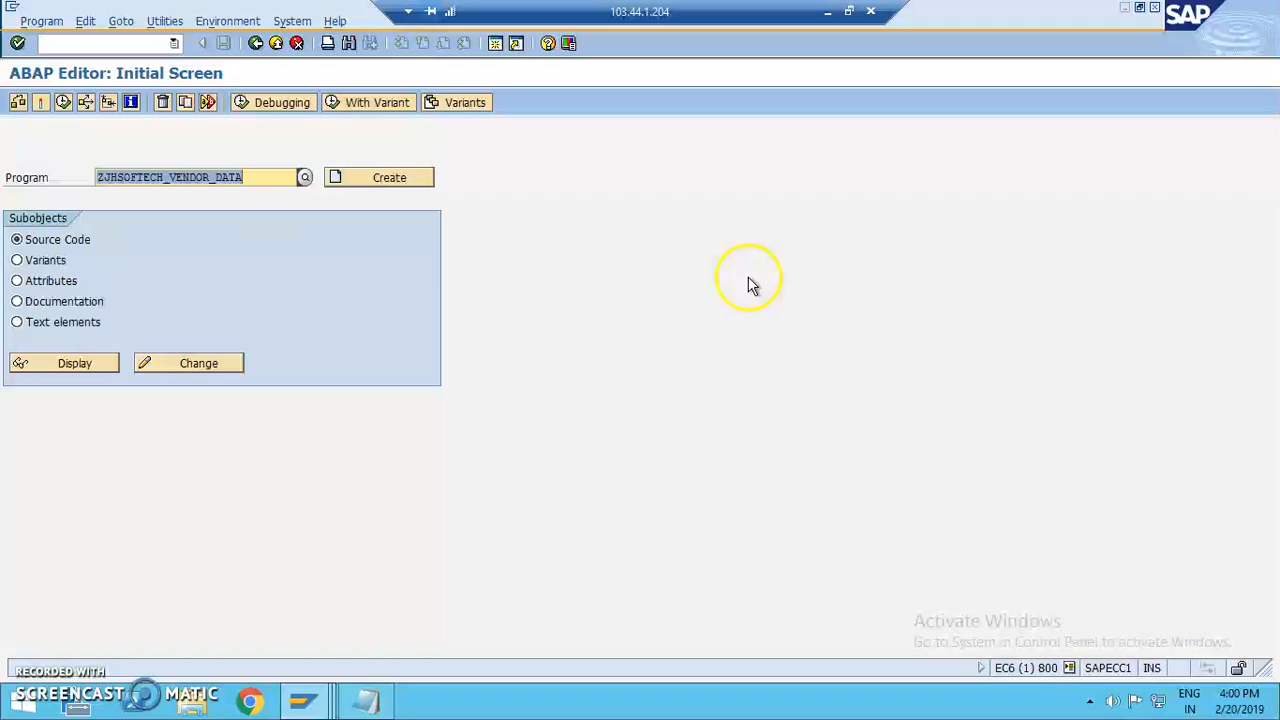 103.44.1.204
Program Edit Goto Utilities Environment System Help
SAP
ABAP Editor: Initial Screen
Debugging With Variant Variants
Program ZJHSOFTECH_VENDOR_DATA Create
Subobjects
Source Code
Variants
Attributes
Documentation
Text elements
Display Change
Activate Windows
Go to System in Control Panel to activate Windows.
EC6 (1) 800 SAPECC1 INS
RECORDED WITH
SCREENCAST MATIC
ENG 4:00 PM
IN 2/20/2019